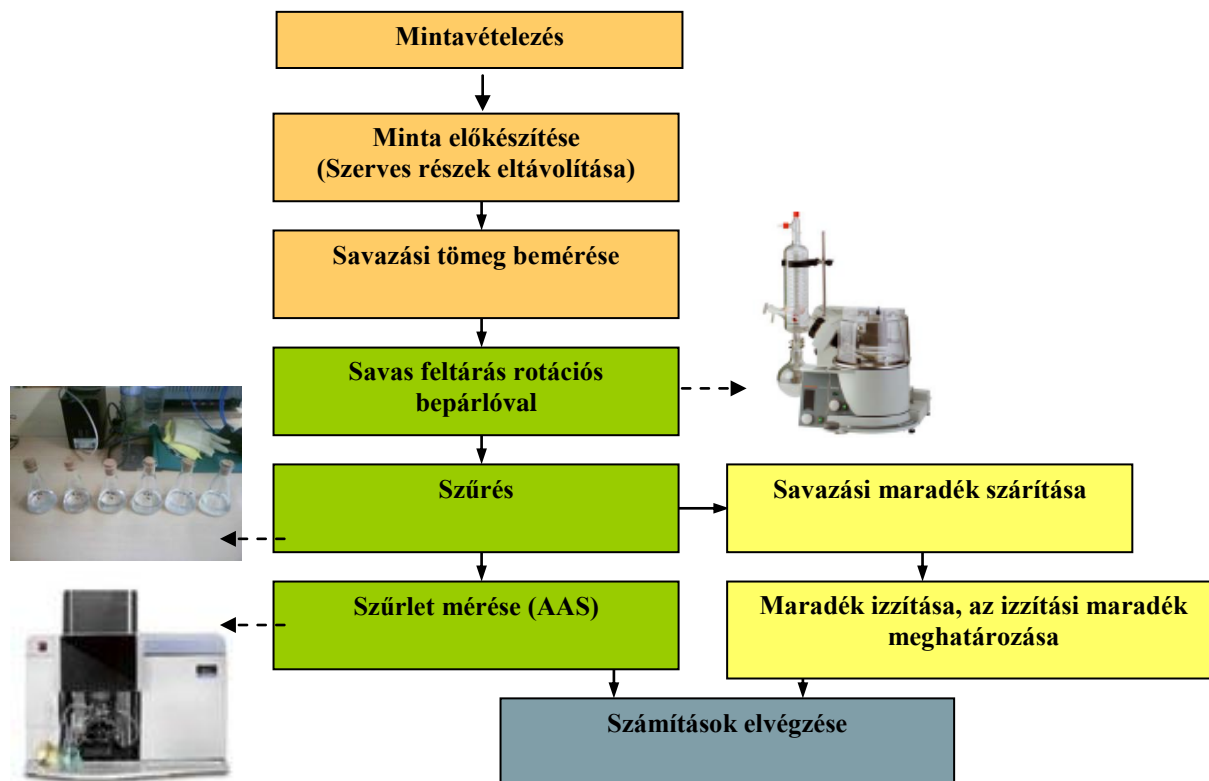 Mintavételezés
Minta előkészítése
(Szerves részek eltávolítása)
Savazási tömeg bemérése
Savas feltárás rotációs
bepárlóval
Szűrés
Savazási maradék szárítása
Szűrlet mérése (AAS)
Maradék izzítása, az izzítási maradék
meghatározása
Számítások elvégzése